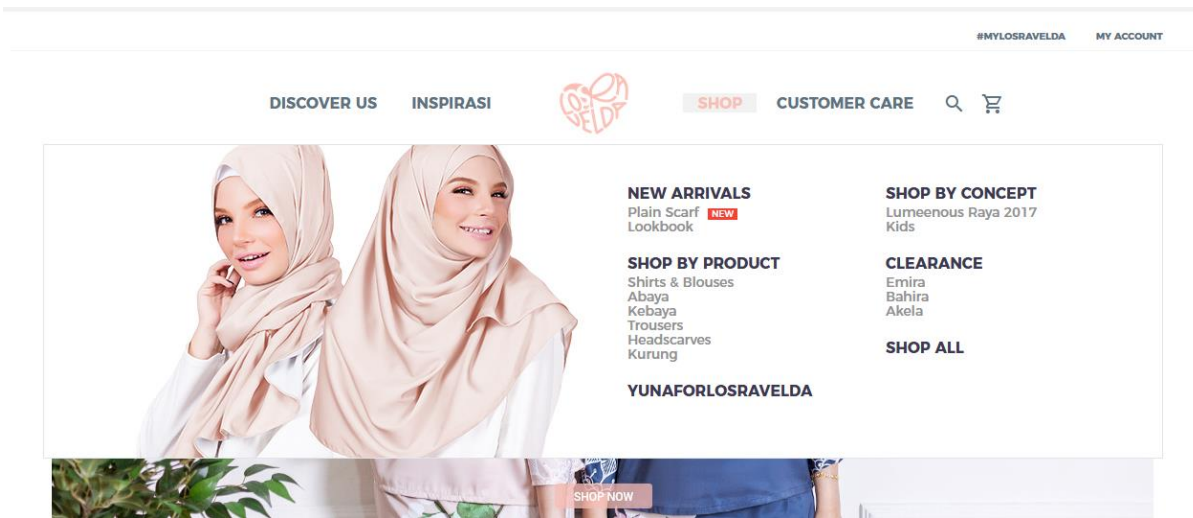 #MYLOSRAVELDA MY ACCOUNT
DISCOVER US INSPIRASI LOSRAVELDA SHOP CUSTOMER CARE
NEW ARRIVALS
Plain Scarf NEW
Lookbook
SHOP BY PRODUCT
Shirts & Blouses
Abaya
Kebaya
Trousers
Headscarves
Kurung
YUNAFORLOSRAVELDA
SHOP BY CONCEPT
Lumeenous Raya 2017
Kids
CLEARANCE
Emira
Bahira
Akela
SHOP ALL
SHOP NOW